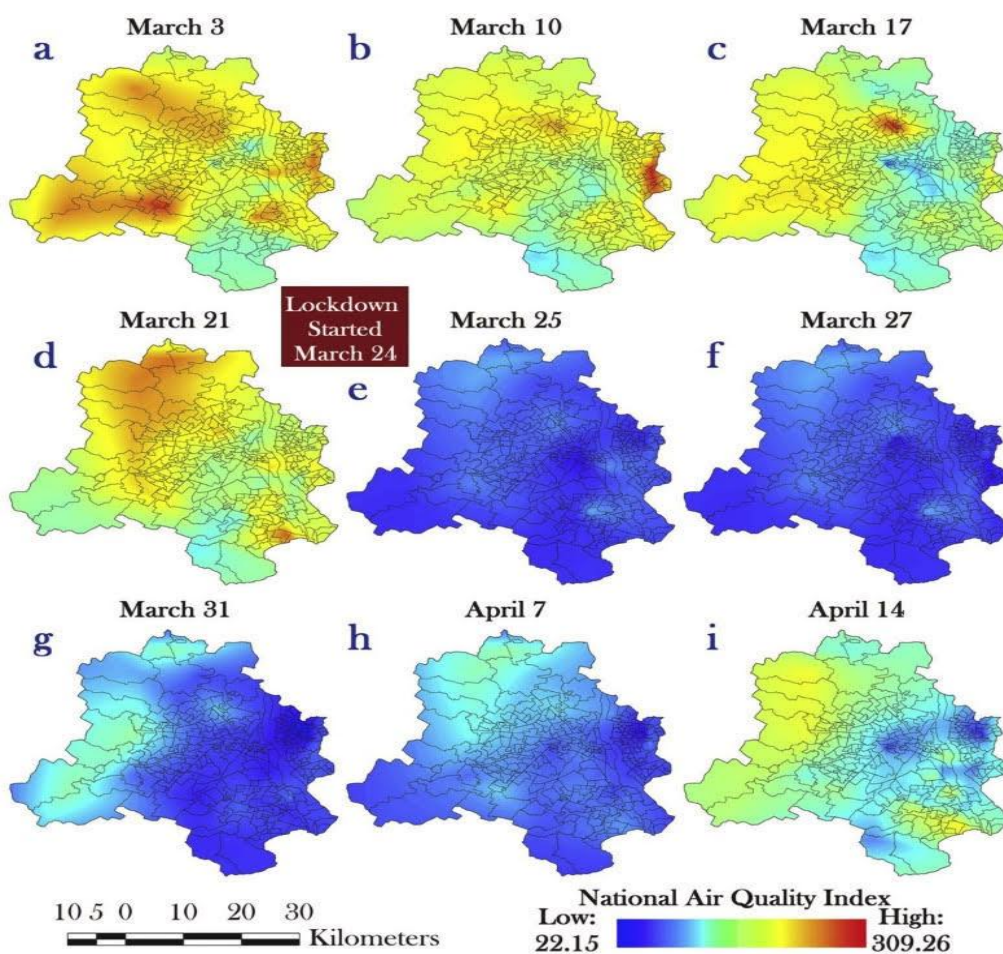 March 3
March 10
March 17
a
b
c
March 21
Lockdown
Started
March 24
March 25
March 27
d
e
f
March 31
April 7
April 14
g
h
i
10 5 0 10 20 30
Kilometers
National Air Quality Index
Low:
22.15
High:
309.26